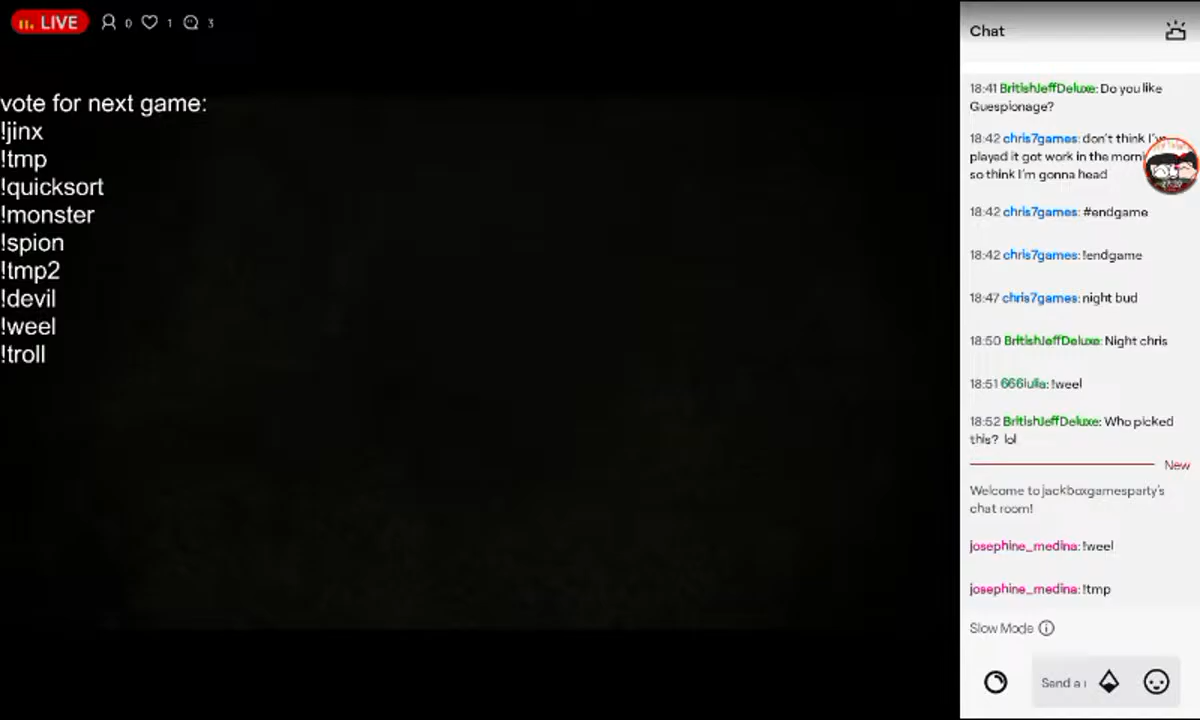 LIVE 0 1 3
vote for next game:
!jinx
!tmp
!quicksort
!monster
!spion
!tmp2
!devil
!weel
!troll
Chat
18:41 BritishJeffDeluxe: Do you like
Guespionage?
18:42 chris7games: don't think I've
played it got work in the morni
so think I'm gonna head
18:42 chris7games: #endgame
18:42 chris7games: !endgame
18:47 chris7games: night bud
18:50 BritishJeffDeluxe: Night chris
18:51 666lulia: !weel
18:52 BritishJeffDeluxe: Who picked
this? lol
New
Welcome to jackboxgamesparty's
chat room!
josephine_medina: !weel
josephine_medina: !tmp
Slow Mode
Send a